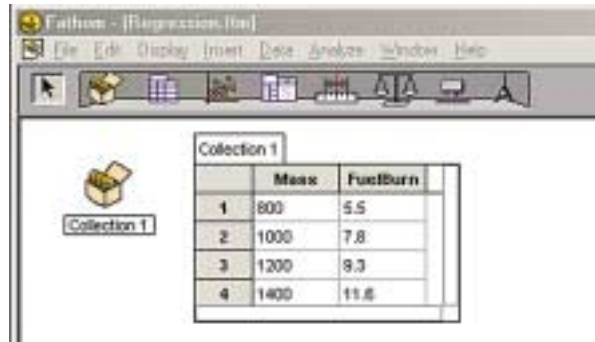 Fathom - [Regression.ftm]
File Edit Display Insert Data Analyze Window Help
Collection 1
Mass FuelBurn
1 800 5.5
2 1000 7.8
3 1200 9.3
4 1400 11.6
Collection 1